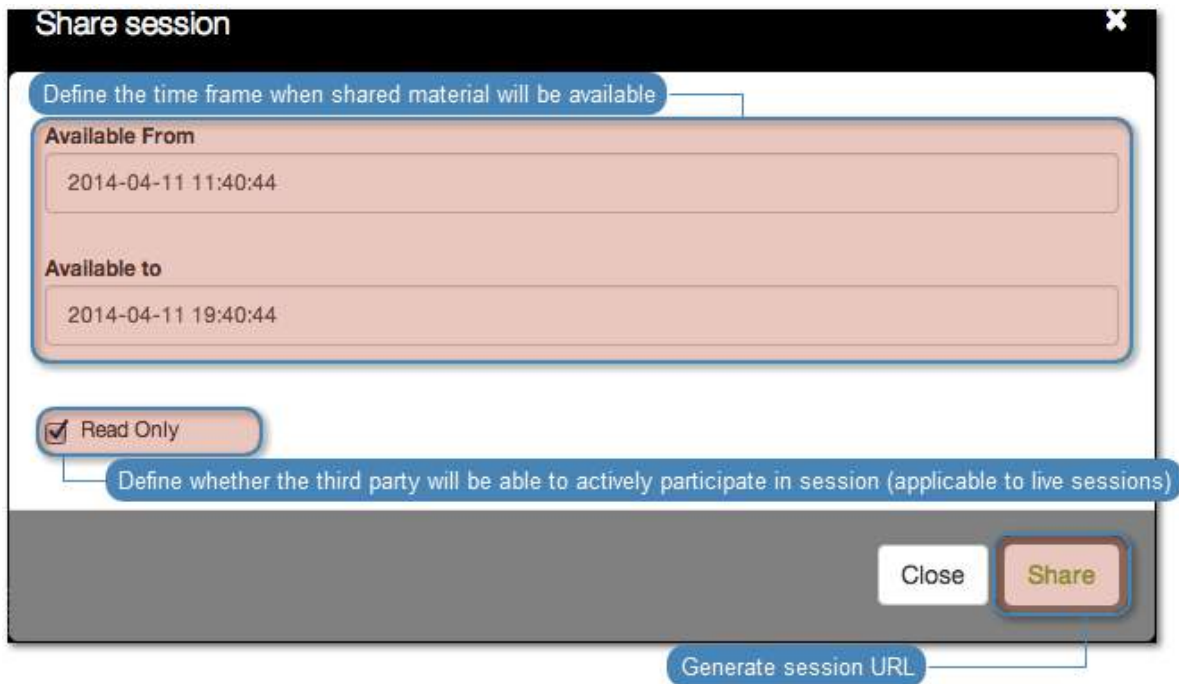 Share session
Define the time frame when shared material will be available
Available From
2014-04-11 11:40:44
Available to
2014-04-11 19:40:44
Read Only
Define whether the third party will be able to actively participate in session (applicable to live sessions)
Close
Share
Generate session URL